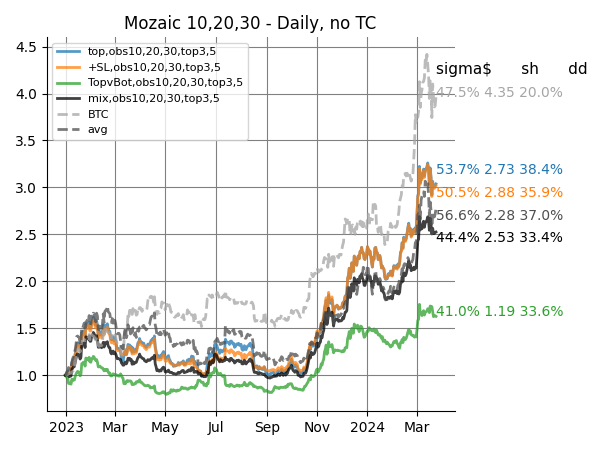 Mozaic 10,20,30 - Daily, no TC
top,obs10,20,30,top3,5
+SL,obs10,20,30,top3,5
TopvBot,obs10,20,30,top3,5
mix,obs10,20,30,top3,5
BTC
avg
sigma$ sh dd
47.5% 4.35 20.0%
53.7% 2.73 38.4%
50.5% 2.88 35.9%
56.6% 2.28 37.0%
44.4% 2.53 33.4%
41.0% 1.19 33.6%
4.5
4.0
3.5
3.0
2.5
2.0
1.5
1.0
2023 Mar May Jul Sep Nov 2024 Mar